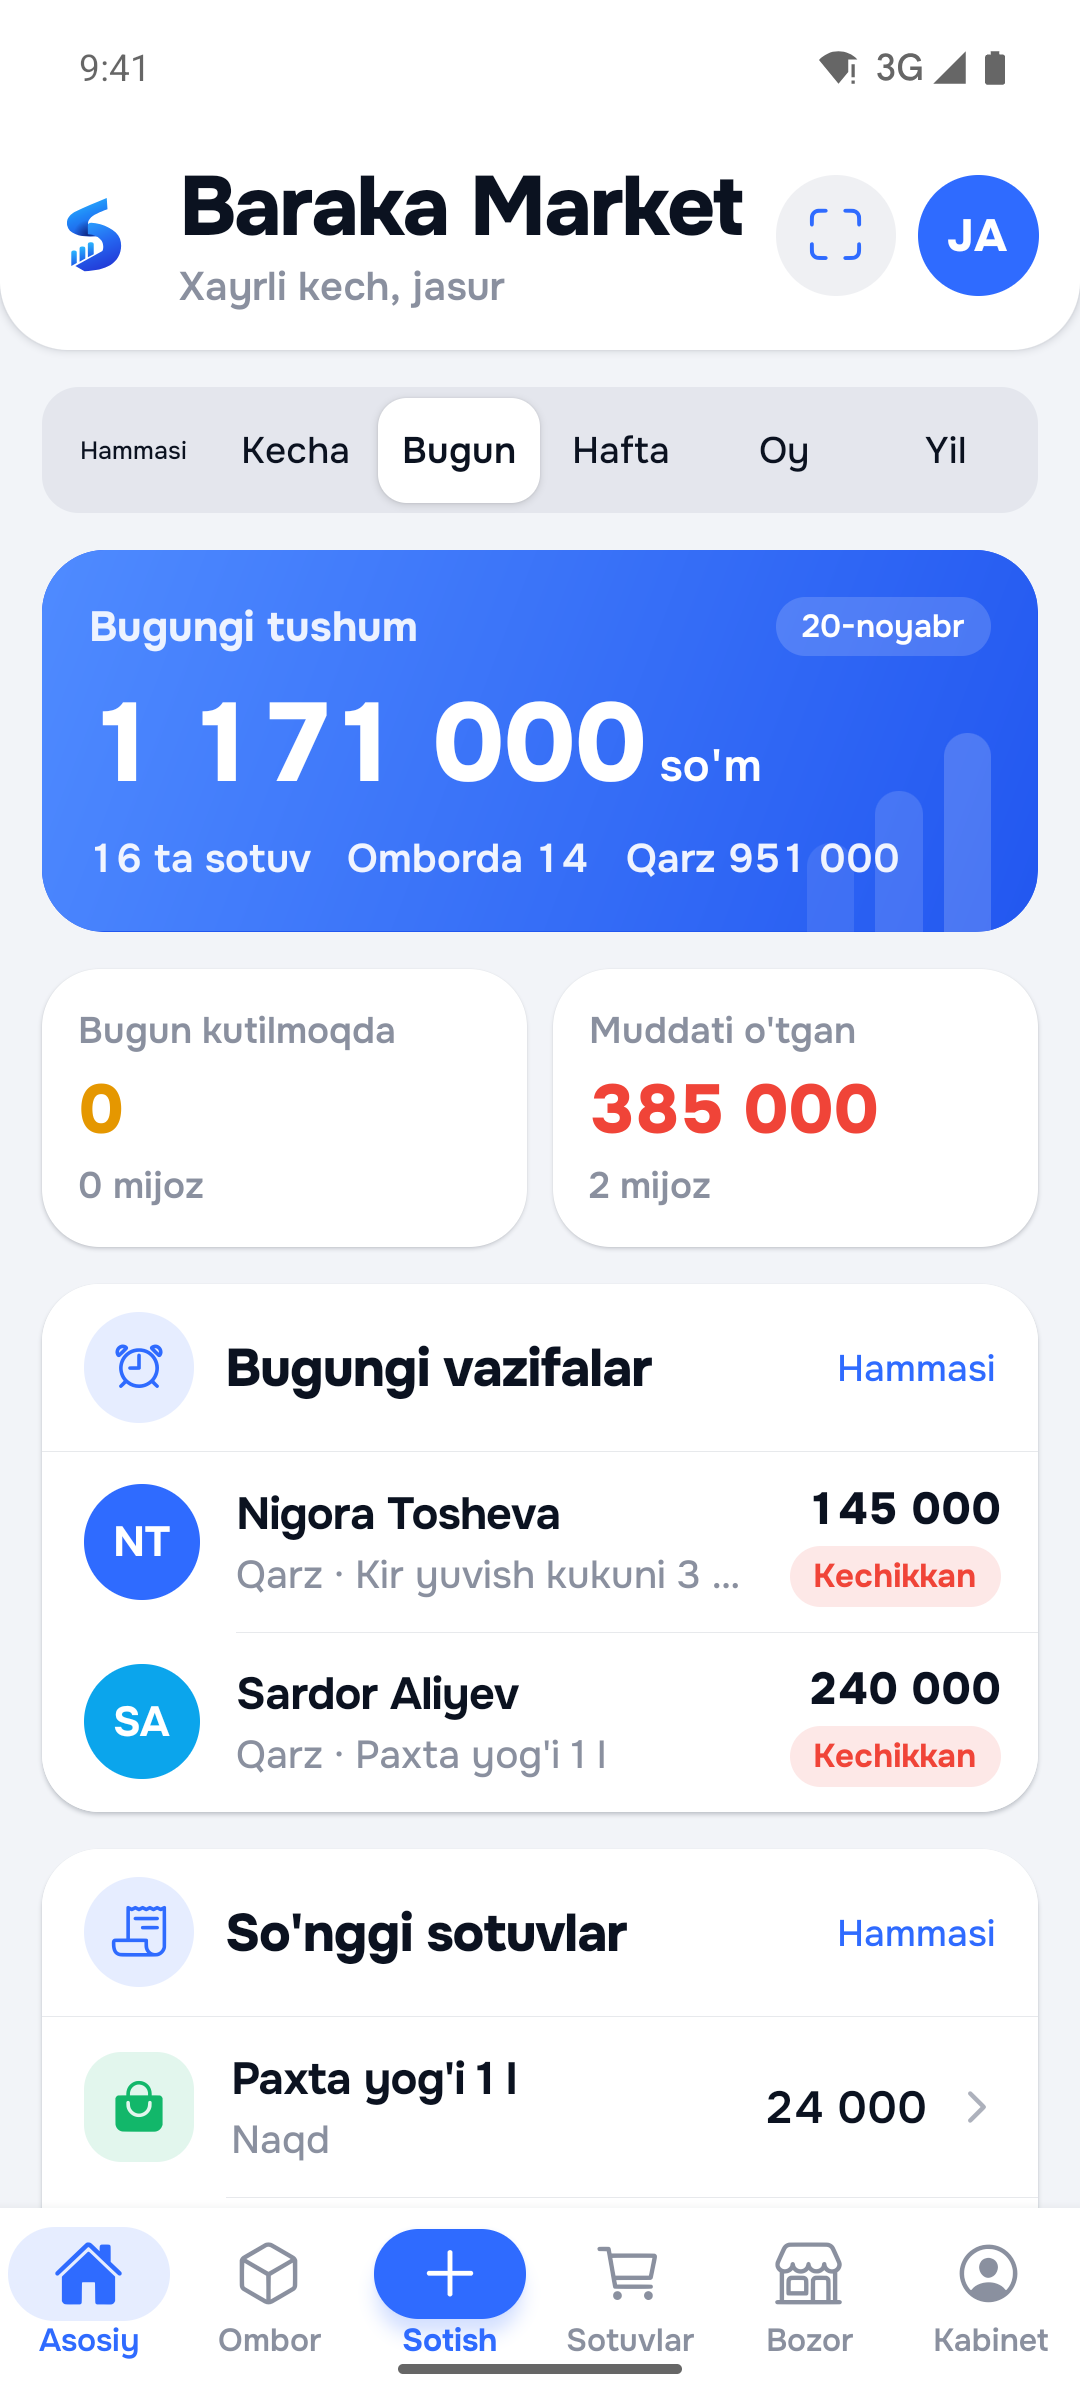 9:41
3G
Baraka Market
JA
Xayrli kech, jasur
Hammasi Kecha Bugun Hafta Oy Yil
Bugungi tushum
20-noyabr
1 171 000 so'm
16 ta sotuv Omborda 14 Qarz 951 000
Bugun kutilmoqda
0
0 mijoz
Muddati o'tgan
385 000
2 mijoz
Bugungi vazifalar
Hammasi
NT
Nigora Tosheva
145 000
Qarz · Kir yuvish kukuni 3 ...
Kechikkan
SA
Sardor Aliyev
240 000
Qarz · Paxta yog'i 1 l
Kechikkan
So'nggi sotuvlar
Hammasi
Paxta yog'i 1 l
24 000
Naqd
Asosiy Ombor Sotish Sotuvlar Bozor Kabinet